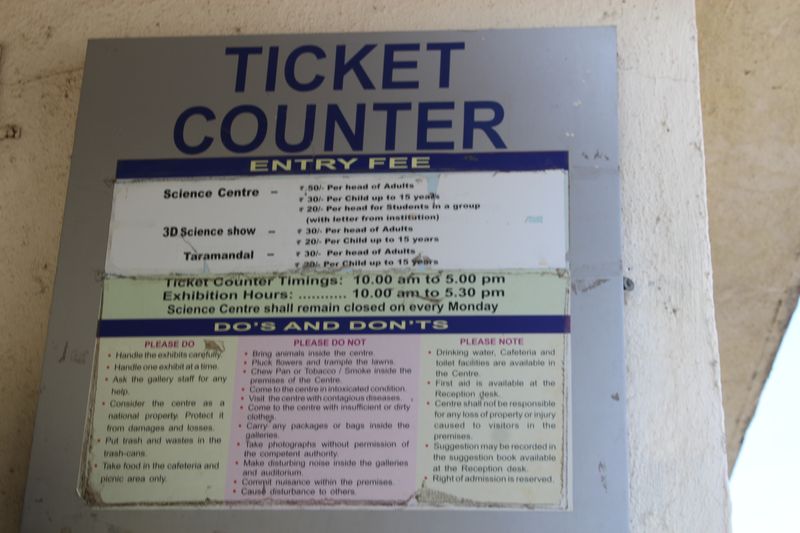 TICKET
COUNTER
ENTRY FEE
Science Centre - ₹ 50/- Per head of Adults
₹ 30/- Per Child up to 15 years
₹ 20/- Per head for Students in a group
(with letter from institution)
3D Science show - ₹ 30/- Per head of Adults
₹ 20/- Per Child up to 15 years
Taramandal - ₹ 30/- Per head of Adults
₹ 20/- Per Child up to 15 years
Ticket Counter Timings: 10.00 am to 5.00 pm
Exhibition Hours: ........... 10.00 am to 5.30 pm
Science Centre shall remain closed on every Monday
DO'S AND DON'TS
PLEASE DO
• Handle the exhibits carefully.
• Handle one exhibit at a time.
• Ask the gallery staff for any
help.
• Consider the centre as a
national property. Protect it
from damages and losses.
• Put trash and wastes in the
trash-cans.
• Take food in the cafeteria and
picnic area only.
PLEASE DO NOT
• Bring animals inside the centre.
• Pluck flowers and trample the lawns.
• Chew Pan or Tobacco / Smoke inside the
premises of the Centre.
• Come to the centre in intoxicated condition.
• Visit the centre with contagious diseases.
• Come to the centre with insufficient or dirty
clothes.
• Carry any packages or bags inside the
galleries.
• Take photographs without permission of
the competent authority.
• Make disturbing noise inside the galleries
and auditorium.
• Commit nuisance within the premises.
• Cause disturbance to others.
PLEASE NOTE
• Drinking water, Cafeteria and
toilet facilities are available in
the Centre.
• First aid is available at the
Reception desk.
• Centre shall not be responsible
for any loss of property or injury
caused to visitors in the
premises.
• Suggestion may be recorded in
the suggestion book available
at the Reception desk.
• Right of admission is reserved.